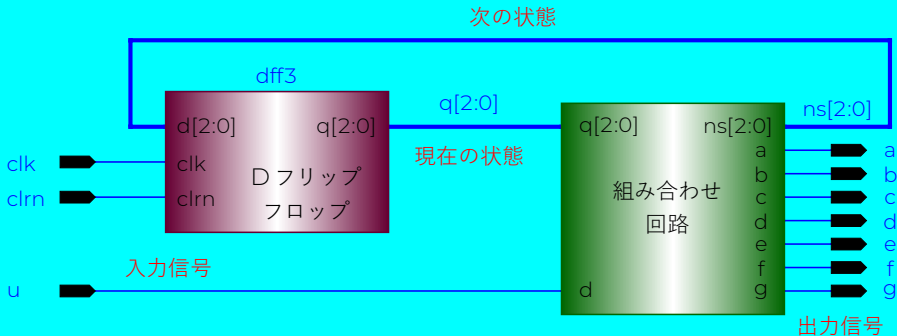 次の状態
dff3
d[2:0]
q[2:0]
q[2:0]
q[2:0]
ns[2:0]
ns[2:0]
clk
clk
現在の状態
clrn
clrn
D フリップ
フロップ
組み合わせ
回路
a
a
b
b
c
c
d
d
e
e
f
f
g
g
入力信号
u
d
出力信号